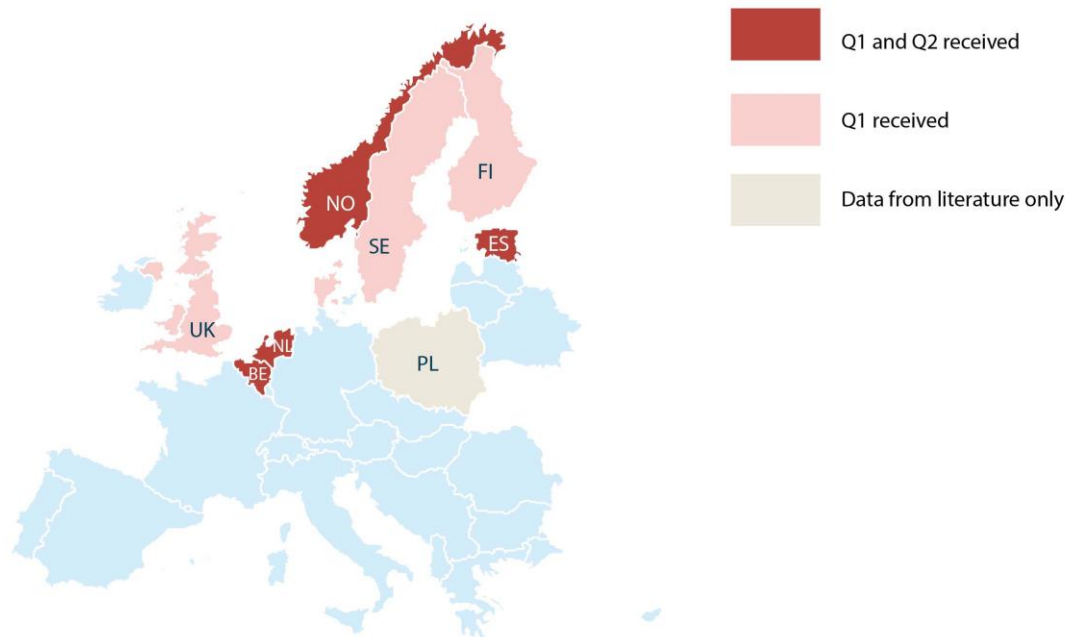 Q1 and Q2 received
Q1 received
Data from literature only
FI
NO
SE
ES
UK
NL
BE
PL